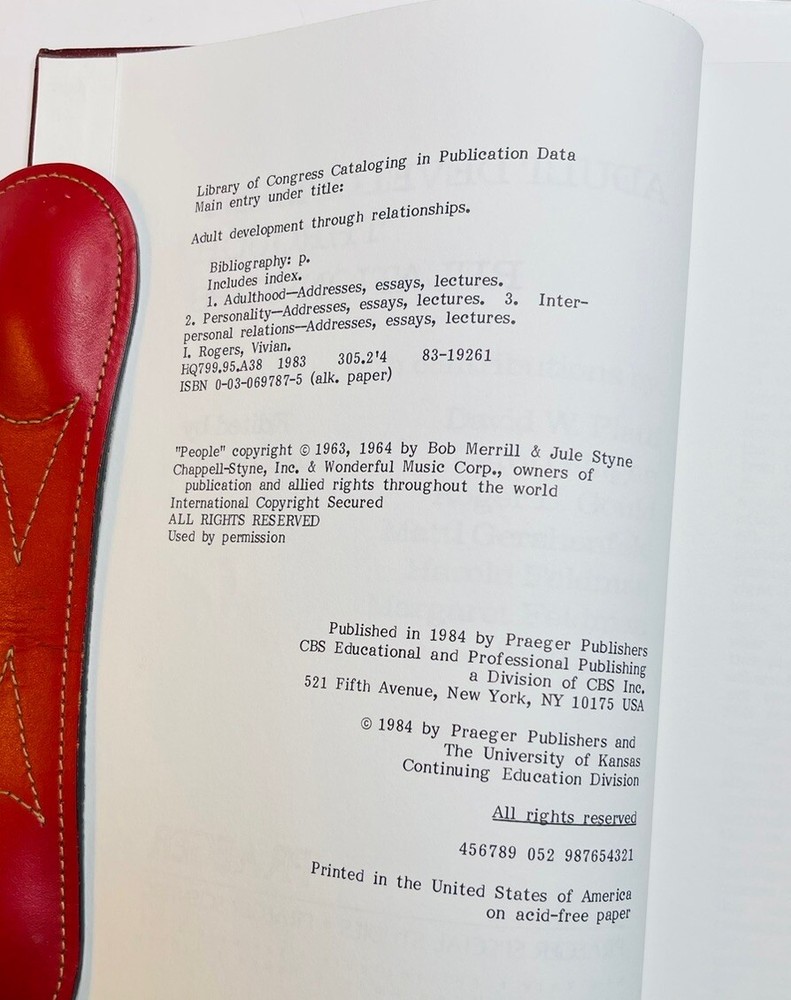 Library of Congress Cataloging in Publication Data
Main entry under title:
Adult development through relationships.
Bibliography: p.
Includes index.
1. Adulthood—Addresses, essays, lectures.
2. Personality—Addresses, essays, lectures. 3. Inter-
personal relations—Addresses, essays, lectures.
I. Rogers, Vivian.
HQ799.95.A38 1983 305.2'4 83-19261
ISBN 0-03-069787-5 (alk. paper)
"People" copyright © 1963, 1964 by Bob Merrill & Jule Styne
Chappell-Styne, Inc. & Wonderful Music Corp., owners of
publication and allied rights throughout the world
International Copyright Secured
ALL RIGHTS RESERVED
Used by permission
Published in 1984 by Praeger Publishers
CBS Educational and Professional Publishing
a Division of CBS Inc.
521 Fifth Avenue, New York, NY 10175 USA
© 1984 by Praeger Publishers and
The University of Kansas
Continuing Education Division
All rights reserved
456789 052 987654321
Printed in the United States of America
on acid-free paper